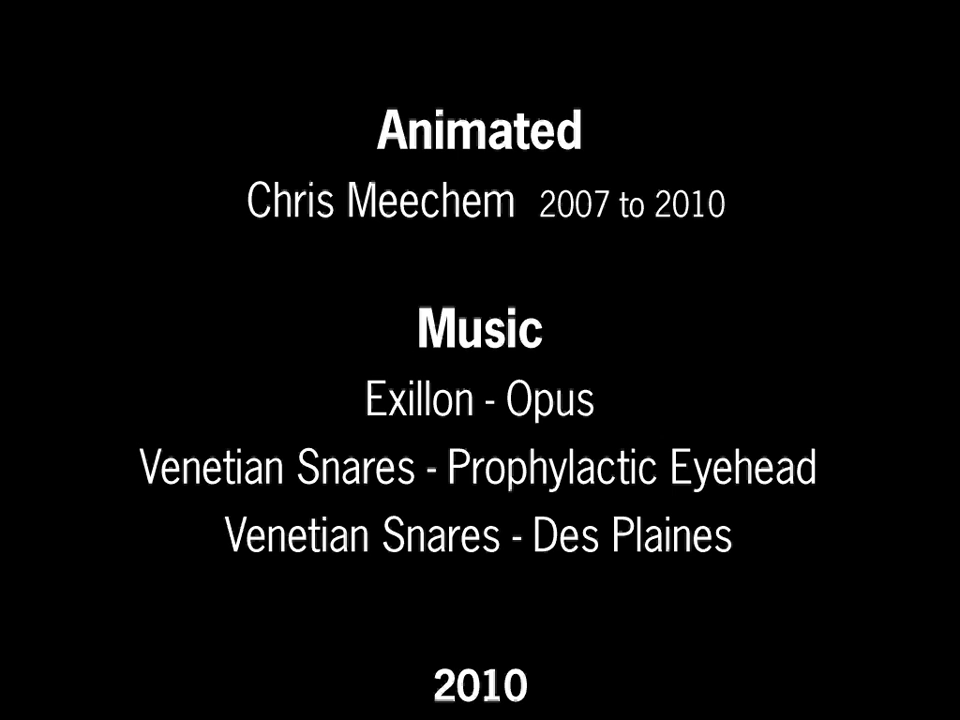 Animated
Chris Meechem 2007 to 2010
Music
Exillon - Opus
Venetian Snares - Prophylactic Eyehead
Venetian Snares - Des Plaines
2010